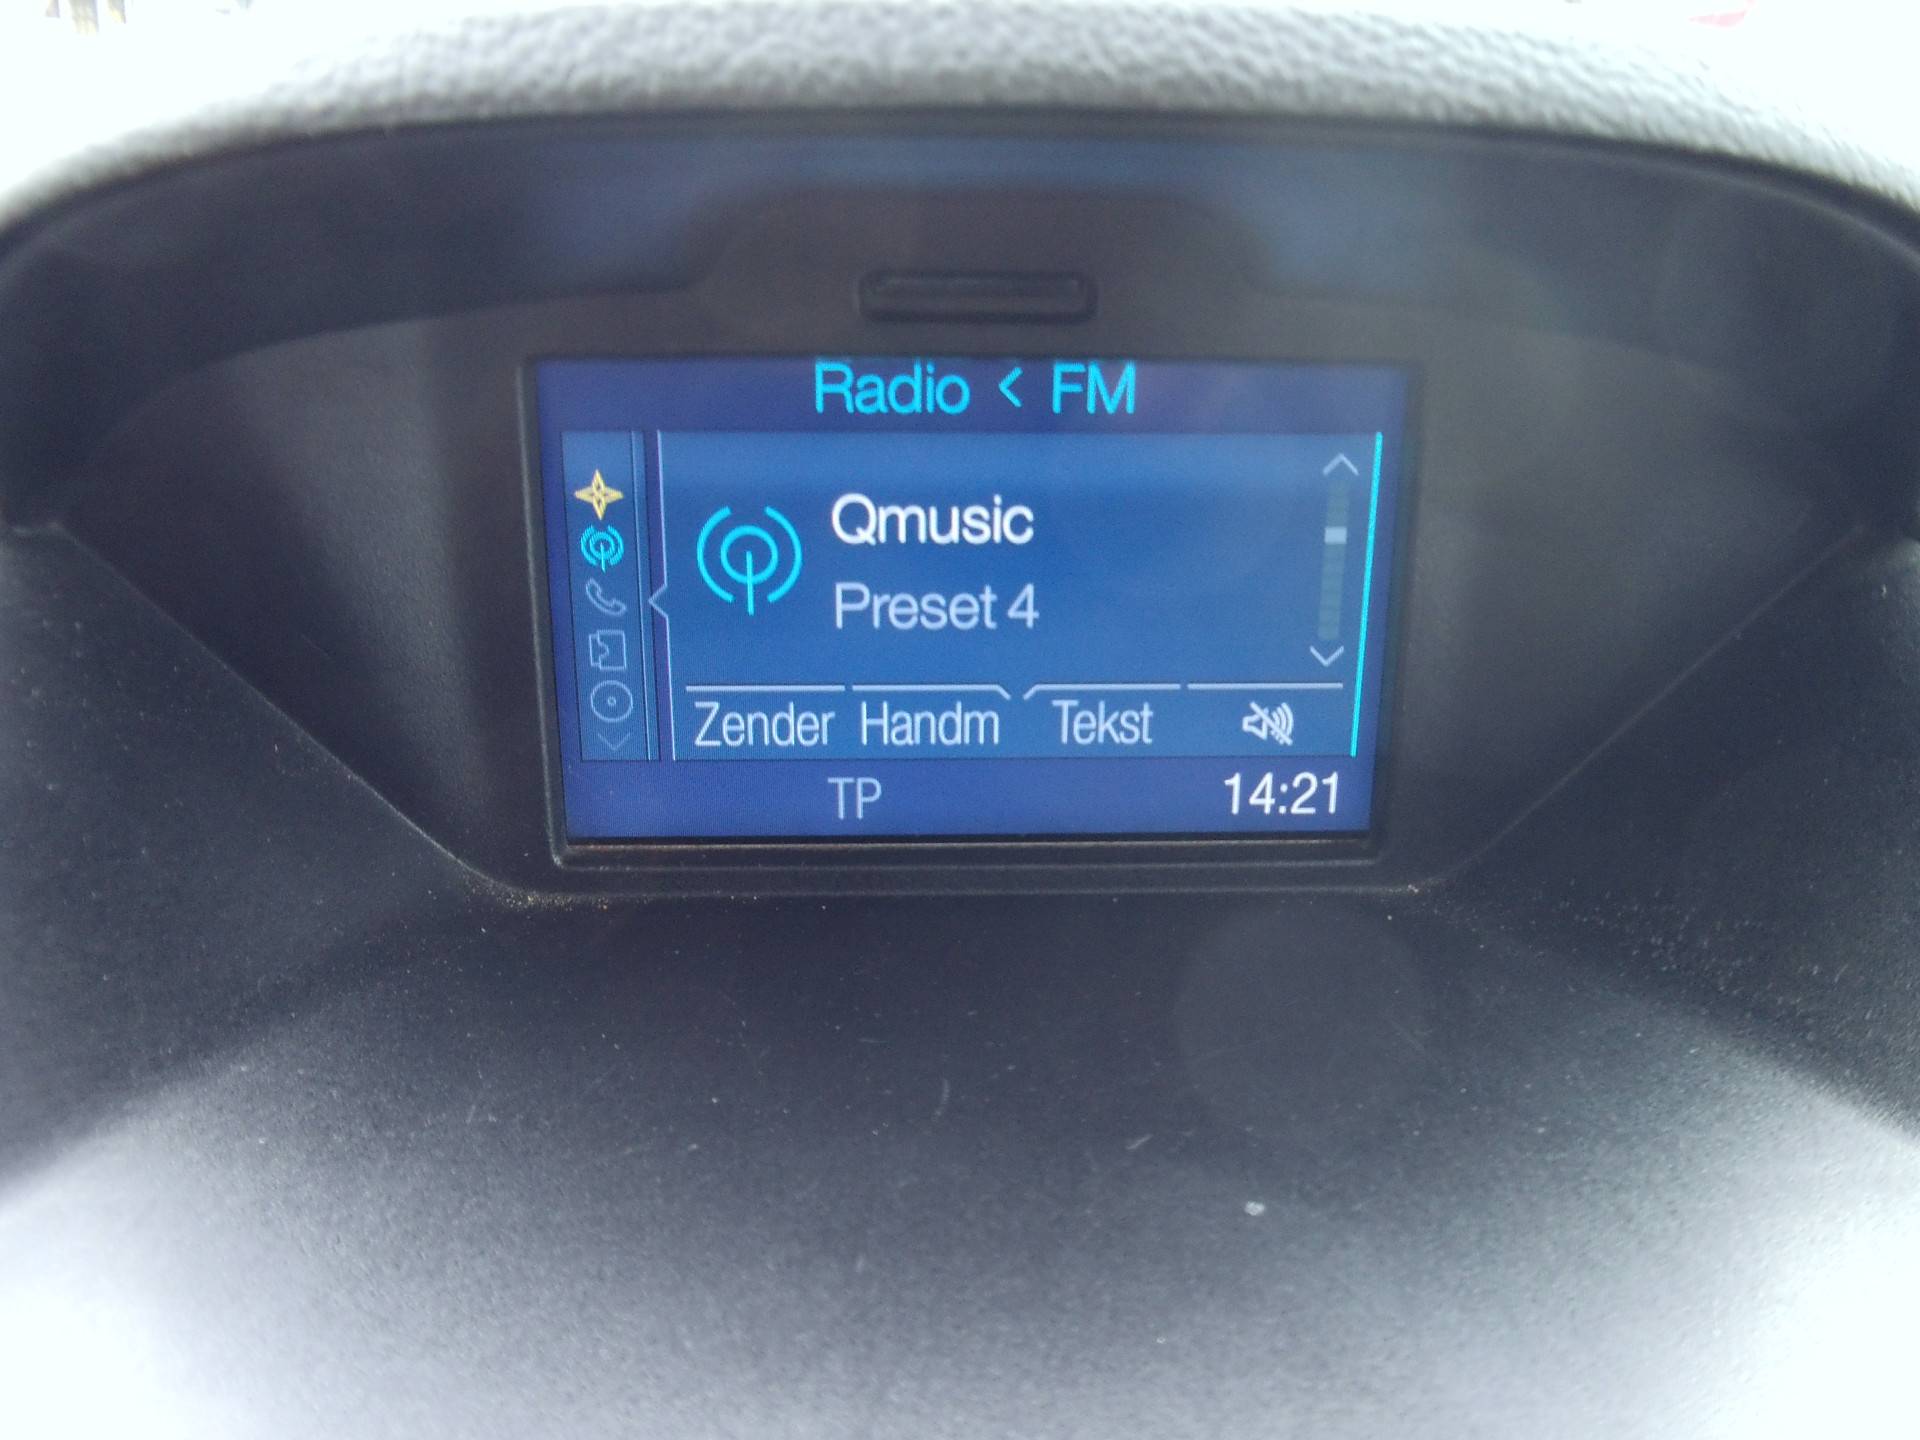 Radio < FM
Qmusic
Preset 4
Zender Handm Tekst
TP 14:21